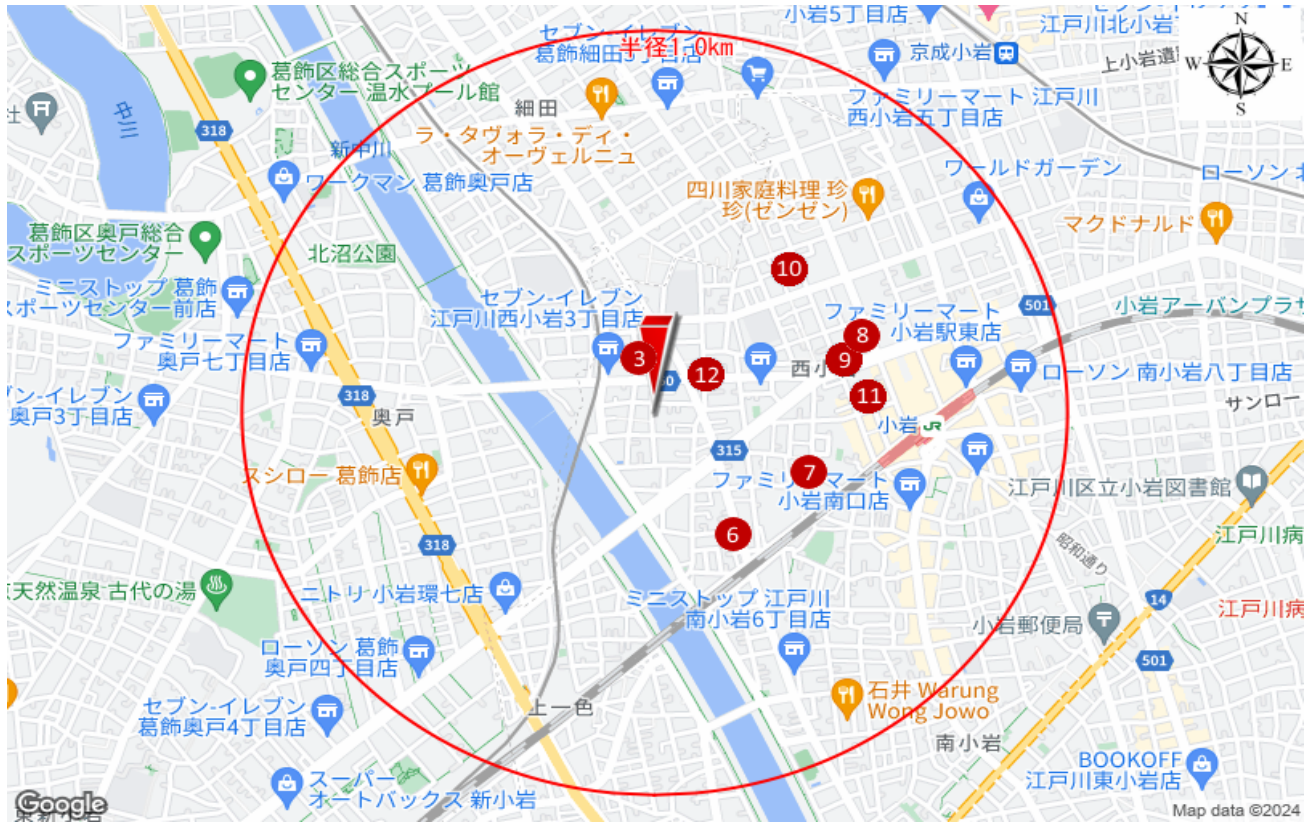 小岩5丁目店
江戸川北小岩
N
W
E
S
セブン-イレブン
葛飾細田5丁目店
半径1.0km
京成小岩
上小岩遺
葛飾区総合スポーツ
センター 温水プール館
中川
318
細田
ファミリーマート 江戸川
西小岩五丁目店
ラ・タヴォラ・ディ・
オーヴェルニュ
新中川
ワークマン 葛飾奥戸店
ワールドガーデン
ローソン
四川家庭料理 珍
珍(ゼンゼン)
マクドナルド
葛飾区奥戸総合
スポーツセンター
北沼公園
10
ミニストップ 葛飾
スポーツセンター前店
セブン-イレブン
江戸川西小岩3丁目店
ファミリーマート
小岩駅東店
501
小岩アーバンプラザ
ファミリーマート
奥戸七丁目店
3
8
9
12
西小
ローソン 南小岩八丁目店
ブン-イレブン
奥戸3丁目店
318
11
サンロー
奥戸
小岩
JR
315
スシロー 葛飾店
7
ファミリーマート
小岩南口店
江戸川区立小岩図書館
6
318
昭和通り
江戸川病
天然温泉 古代の湯
ニトリ 小岩環七店
ミニストップ 江戸川
南小岩6丁目店
14
江戸川病
小岩郵便局
ローソン 葛飾
奥戸四丁目店
501
セブン-イレブン
葛飾奥戸4丁目店
上一色
石井 Warung
Wong Jowo
南小岩
BOOKOFF
江戸川東小岩店
スーパー
オートバックス 新小岩
Google
Map data ©2024